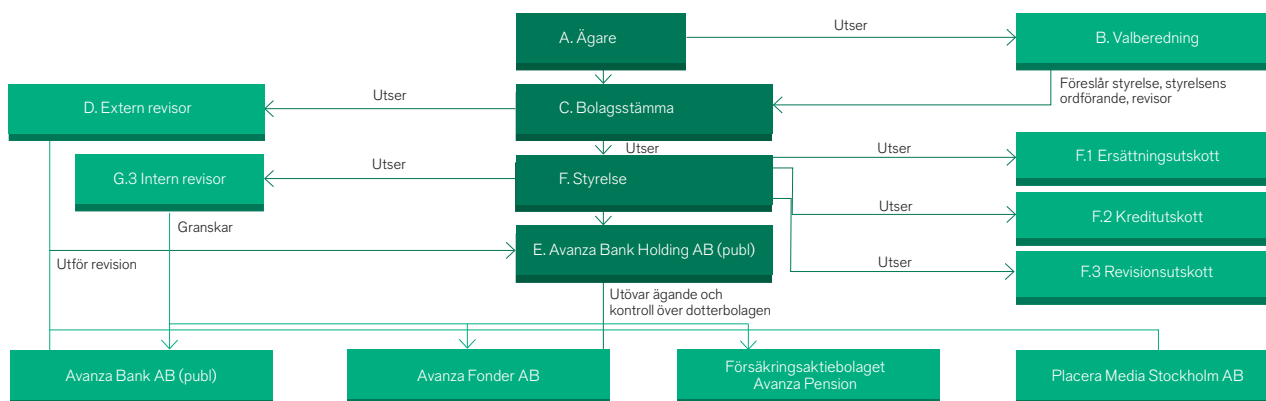 A. Ägare
Utser
B. Valberedning
Föreslår styrelse, styrelsens
ordförande, revisor
D. Extern revisor
Utser
C. Bolagsstämma
Utser
G.3 Intern revisor
Utser
F. Styrelse
Utser
F.1 Ersättningsutskott
Utser
F.2 Kreditutskott
Granskar
E. Avanza Bank Holding AB (publ)
Utser
F.3 Revisionsutskott
Utför revision
Utövar ägande och
kontroll över dotterbolagen
Avanza Bank AB (publ)
Avanza Fonder AB
Försäkringsaktiebolaget
Avanza Pension
Placera Media Stockholm AB